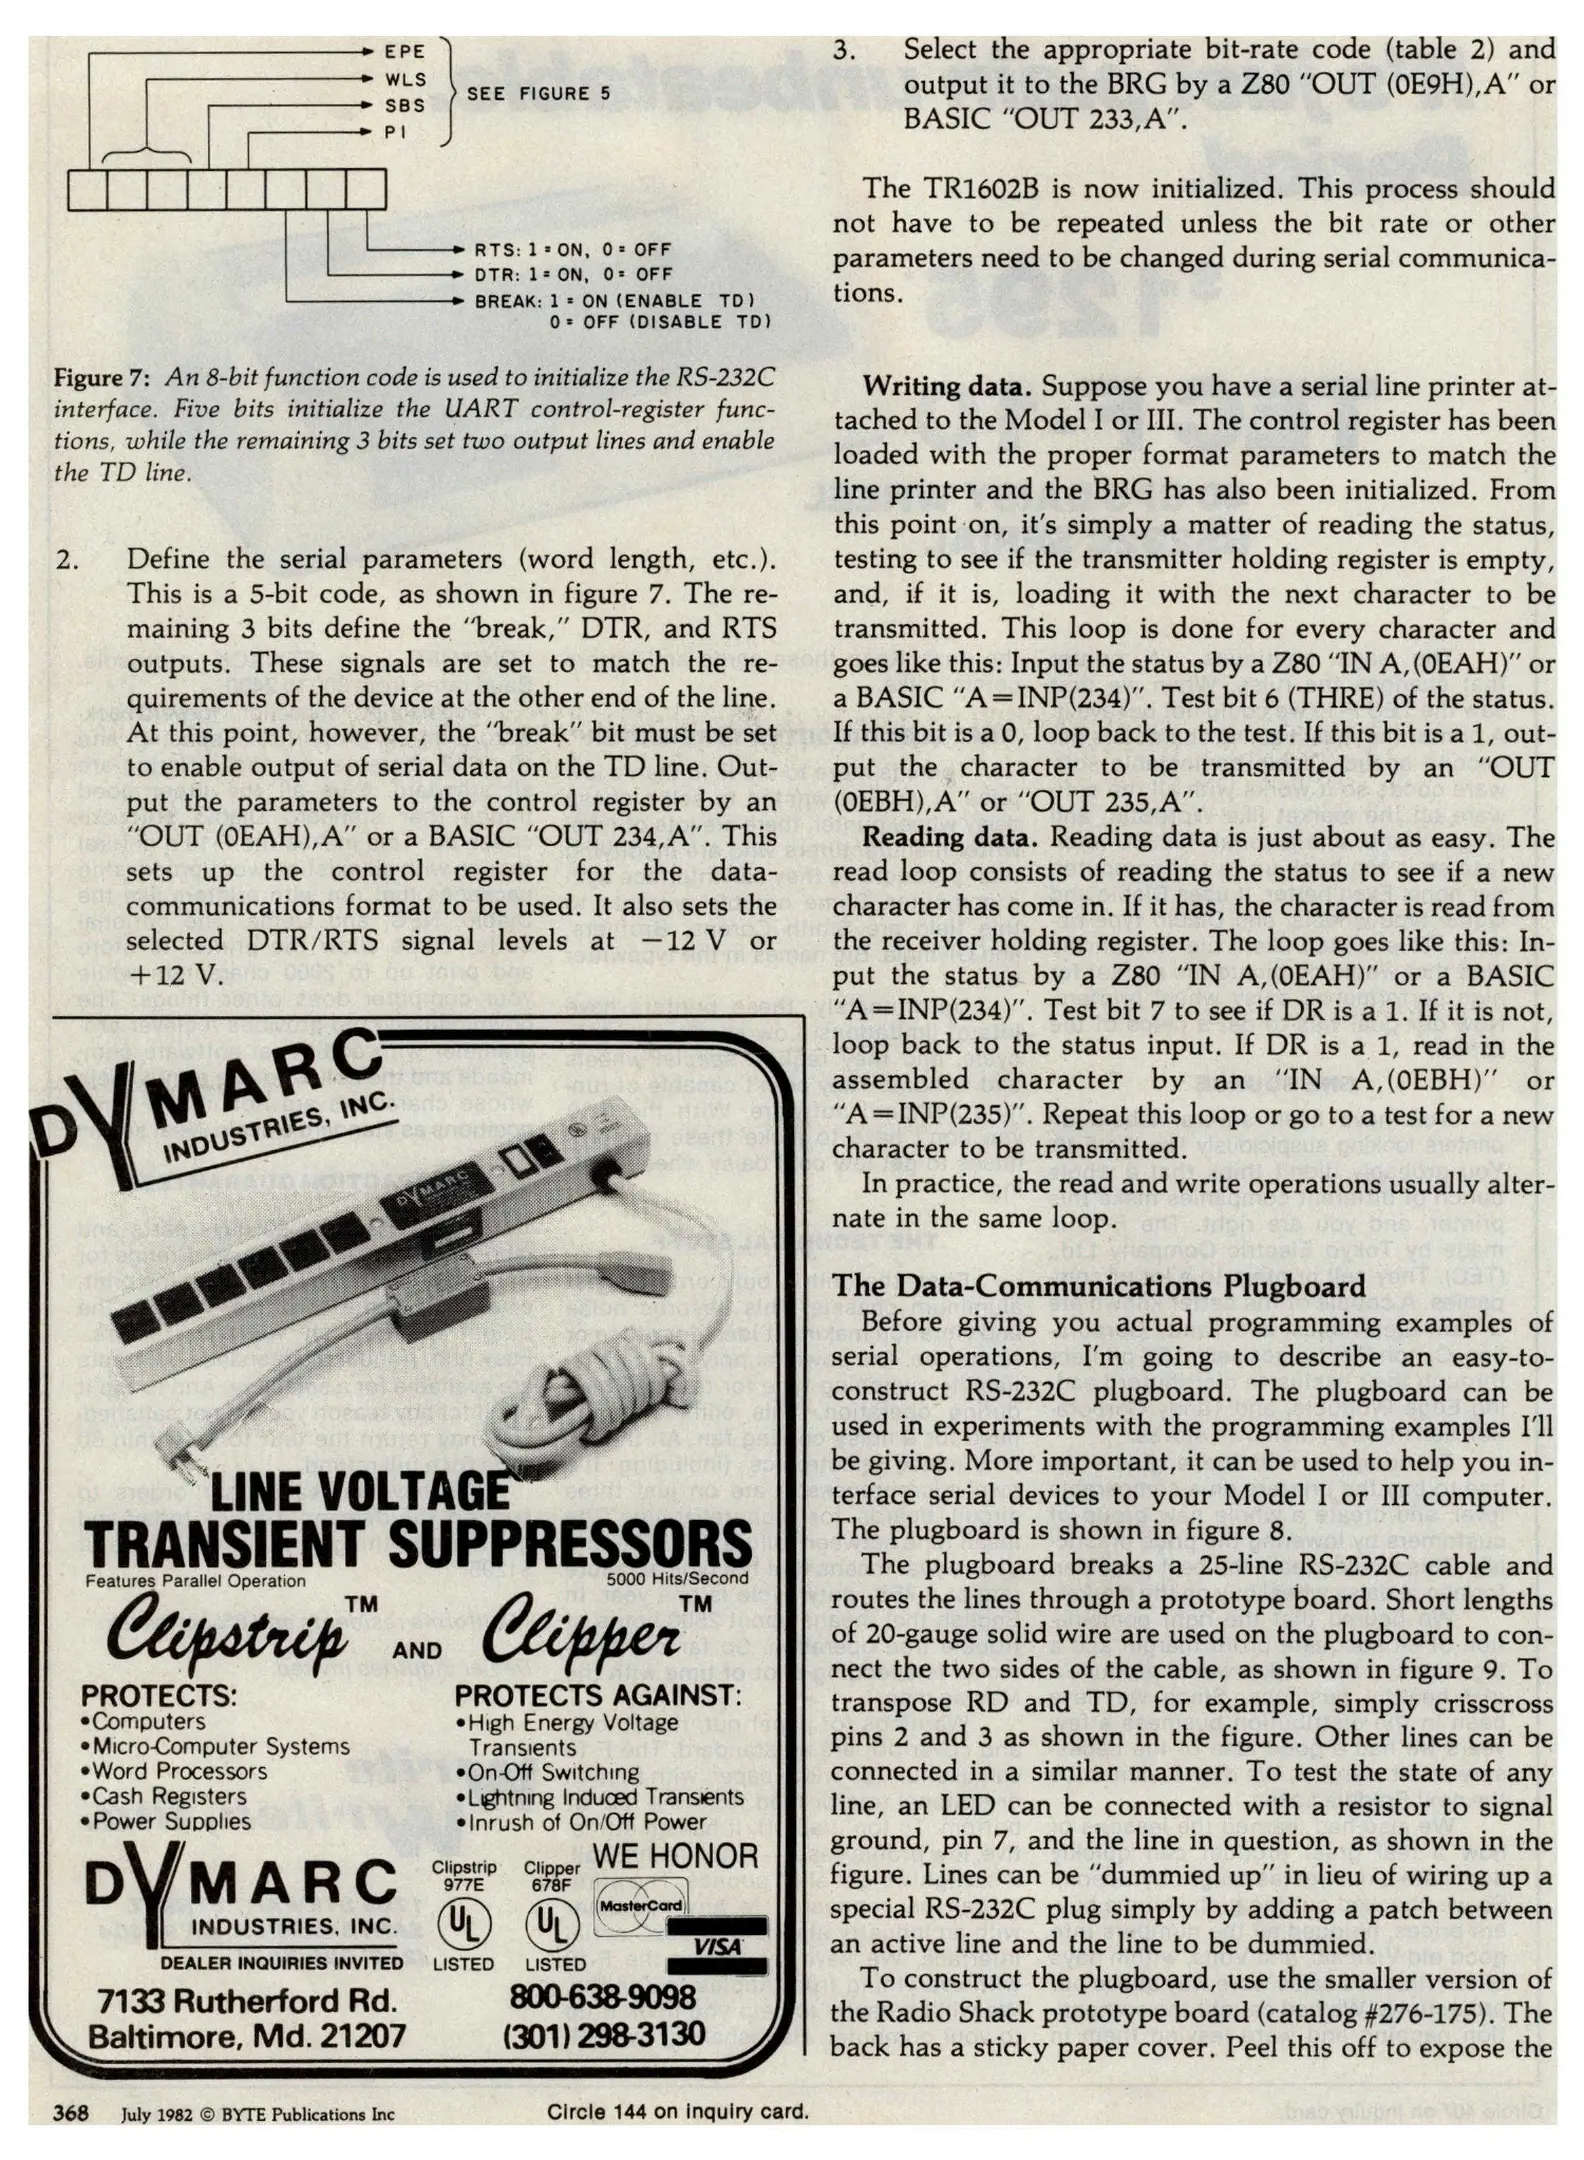 EPE
WLS
SBS
PI
SEE FIGURE 5
RTS: 1 = ON, 0 = OFF
DTR: 1 = ON, 0 = OFF
BREAK: 1 = ON (ENABLE TD)
0 = OFF (DISABLE TD)
Figure 7: An 8-bit function code is used to initialize the RS-232C
interface. Five bits initialize the UART control-register func-
tions, while the remaining 3 bits set two output lines and enable
the TD line.
2. Define the serial parameters (word length, etc.).
This is a 5-bit code, as shown in figure 7. The re-
maining 3 bits define the "break," DTR, and RTS
outputs. These signals are set to match the re-
quirements of the device at the other end of the line.
At this point, however, the "break" bit must be set
to enable output of serial data on the TD line. Out-
put the parameters to the control register by an
"OUT (0EAH),A" or a BASIC "OUT 234,A". This
sets up the control register for the data-
communications format to be used. It also sets the
selected DTR/RTS signal levels at −12 V or
+12 V.
DYMARC
INDUSTRIES, INC.
DYMARC
LINE VOLTAGE
TRANSIENT SUPPRESSORS
Features Parallel Operation 5000 Hits/Second
Clipstrip™ AND Clipper™
PROTECTS:
•Computers
•Micro-Computer Systems
•Word Processors
•Cash Registers
•Power Supplies
PROTECTS AGAINST:
•High Energy Voltage
Transients
•On-Off Switching
•Lightning Induced Transients
•Inrush of On/Off Power
DYMARC
INDUSTRIES, INC.
DEALER INQUIRIES INVITED
Clipstrip
977E
UL
LISTED
Clipper
678F
UL
LISTED
WE HONOR
MasterCard
VISA
7133 Rutherford Rd.
Baltimore, Md. 21207
800-638-9098
(301) 298-3130
3. Select the appropriate bit-rate code (table 2) and
output it to the BRG by a Z80 "OUT (0E9H),A" or
BASIC "OUT 233,A".
The TR1602B is now initialized. This process should
not have to be repeated unless the bit rate or other
parameters need to be changed during serial communica-
tions.
Writing data. Suppose you have a serial line printer at-
tached to the Model I or III. The control register has been
loaded with the proper format parameters to match the
line printer and the BRG has also been initialized. From
this point on, it's simply a matter of reading the status,
testing to see if the transmitter holding register is empty,
and, if it is, loading it with the next character to be
transmitted. This loop is done for every character and
goes like this: Input the status by a Z80 "IN A,(0EAH)" or
a BASIC "A=INP(234)". Test bit 6 (THRE) of the status.
If this bit is a 0, loop back to the test. If this bit is a 1, out-
put the character to be transmitted by an "OUT
(0EBH),A" or "OUT 235,A".
Reading data. Reading data is just about as easy. The
read loop consists of reading the status to see if a new
character has come in. If it has, the character is read from
the receiver holding register. The loop goes like this: In-
put the status by a Z80 "IN A,(0EAH)" or a BASIC
"A=INP(234)". Test bit 7 to see if DR is a 1. If it is not,
loop back to the status input. If DR is a 1, read in the
assembled character by an "IN A,(0EBH)" or
"A=INP(235)". Repeat this loop or go to a test for a new
character to be transmitted.
In practice, the read and write operations usually alter-
nate in the same loop.
The Data-Communications Plugboard
Before giving you actual programming examples of
serial operations, I'm going to describe an easy-to-
construct RS-232C plugboard. The plugboard can be
used in experiments with the programming examples I'll
be giving. More important, it can be used to help you in-
terface serial devices to your Model I or III computer.
The plugboard is shown in figure 8.
The plugboard breaks a 25-line RS-232C cable and
routes the lines through a prototype board. Short lengths
of 20-gauge solid wire are used on the plugboard to con-
nect the two sides of the cable, as shown in figure 9. To
transpose RD and TD, for example, simply crisscross
pins 2 and 3 as shown in the figure. Other lines can be
connected in a similar manner. To test the state of any
line, an LED can be connected with a resistor to signal
ground, pin 7, and the line in question, as shown in the
figure. Lines can be "dummied up" in lieu of wiring up a
special RS-232C plug simply by adding a patch between
an active line and the line to be dummied.
To construct the plugboard, use the smaller version of
the Radio Shack prototype board (catalog #276-175). The
back has a sticky paper cover. Peel this off to expose the
368 July 1982 © BYTE Publications Inc
Circle 144 on inquiry card.